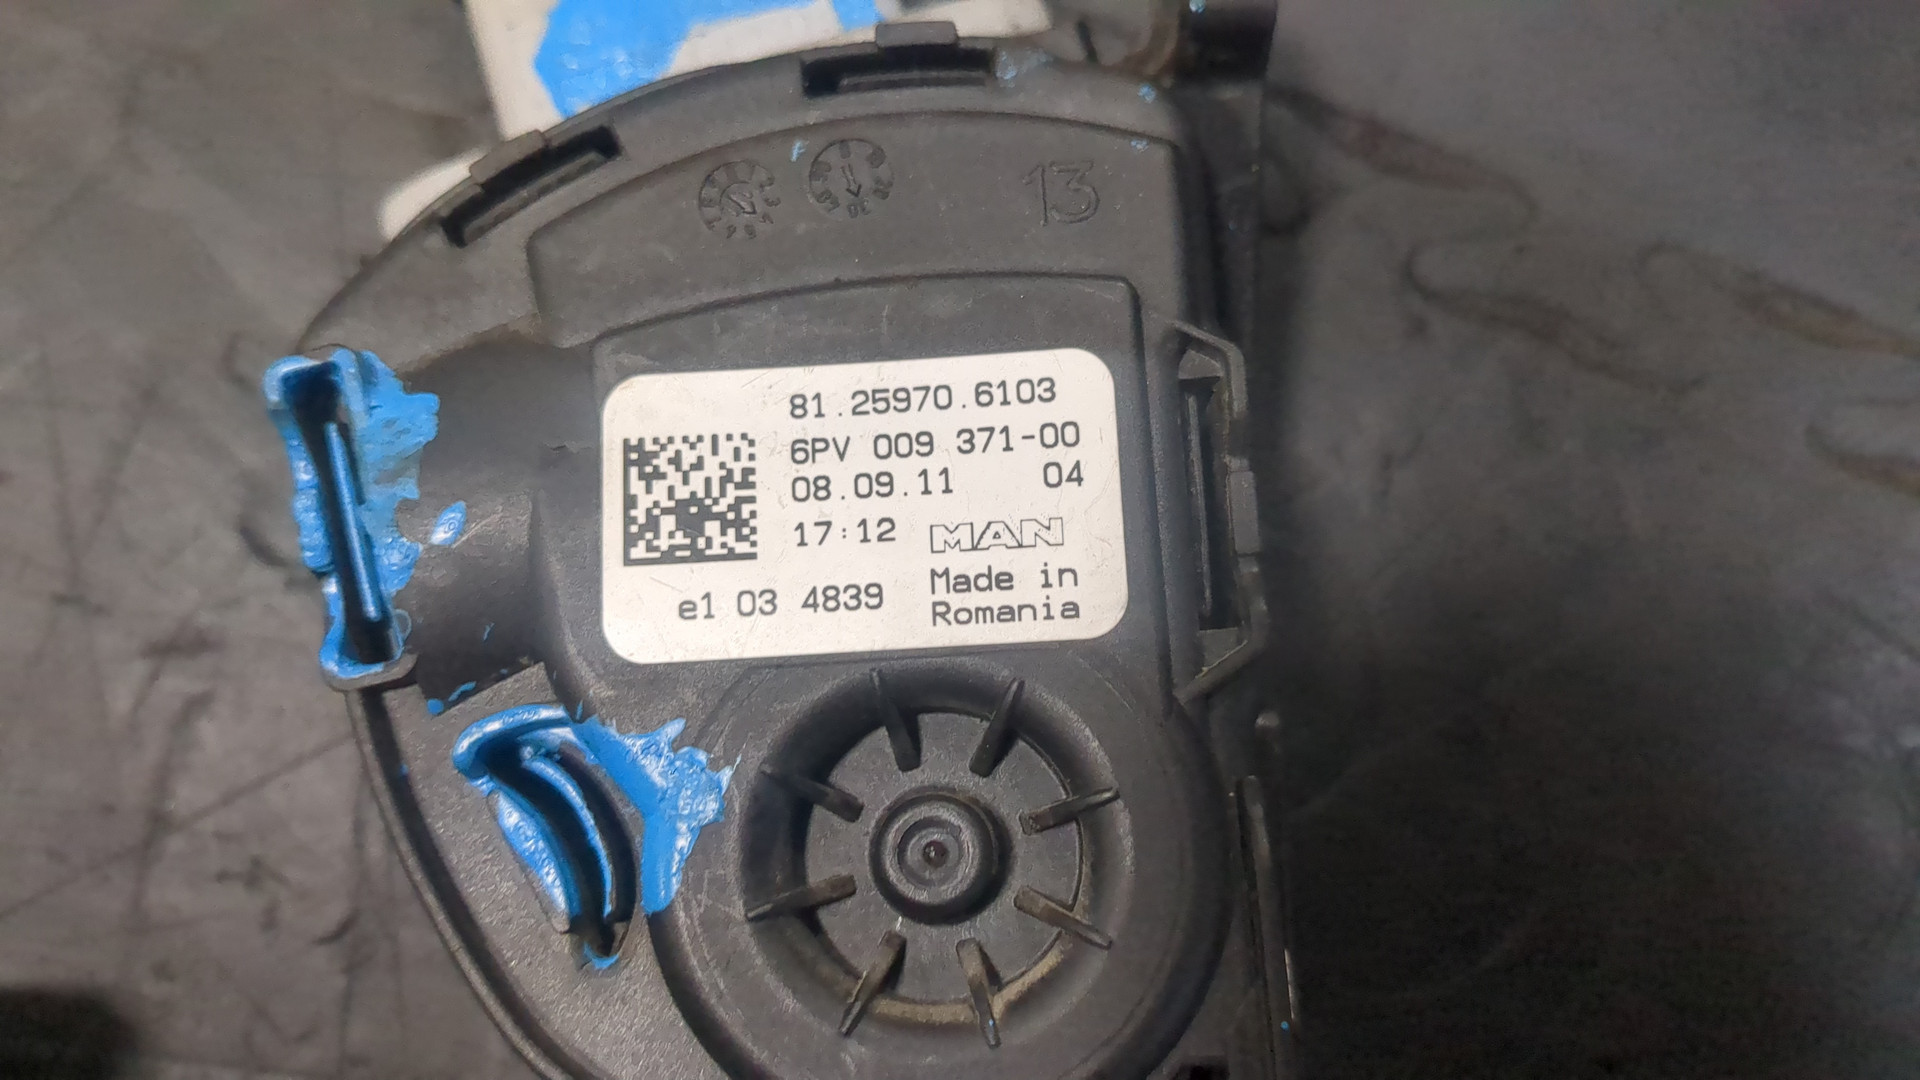 13
81.25970.6103
6PV 009 371-00
08.09.11 04
17:12 MAN
e1 03 4839 Made in
Romania